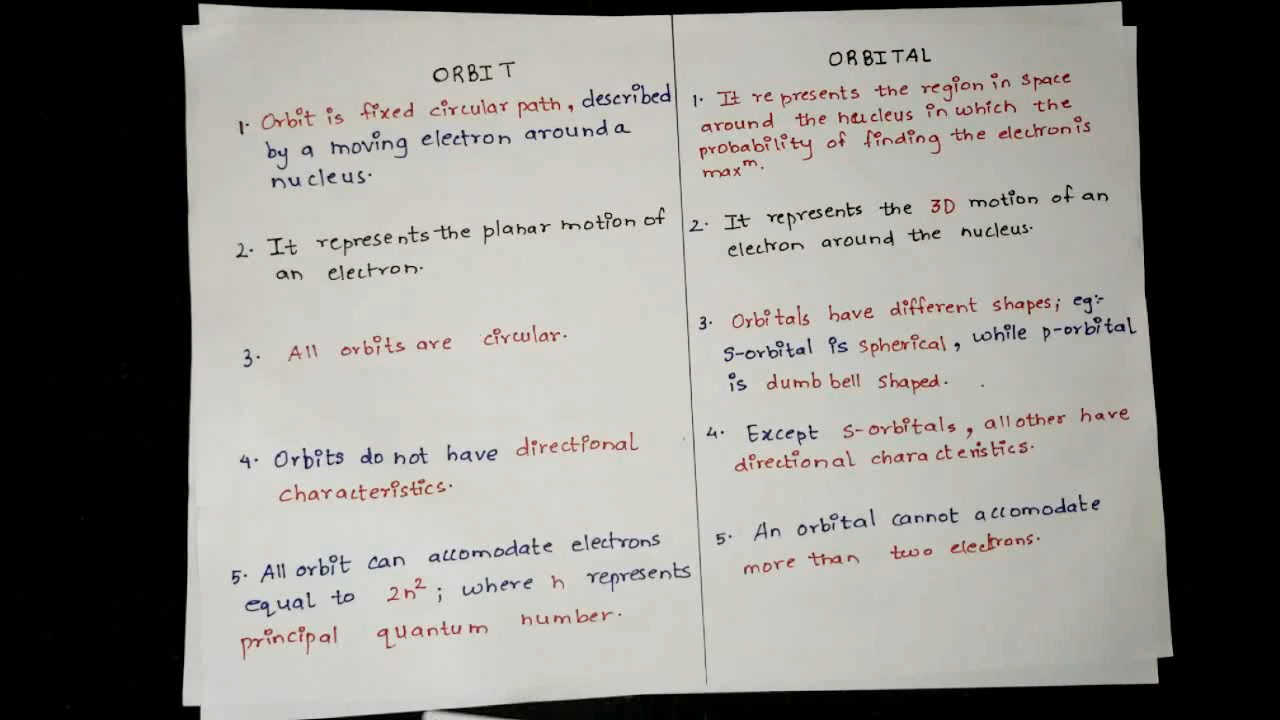 ORBIT
1. Orbit is fixed circular path, described
by a moving electron around a
nucleus.
2. It represents the planar motion of
an electron.
3. All orbits are circular.
4. Orbits do not have directional
characteristics.
5. All orbit can accomodate electrons
equal to 2n²; where n represents
principal quantum number.
ORBITAL
1. It represents the region in space
around the nucleus in which the
probability of finding the electron is
maxᵐ.
2. It represents the 3D motion of an
electron around the nucleus.
3. Orbitals have different shapes; eg:-
S-orbital is spherical, while p-orbital
is dumb bell shaped.
4. Except s-orbitals, all other have
directional characteristics.
5. An orbital cannot accomodate
more than two electrons.